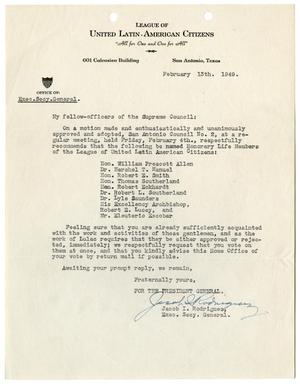 LEAGUE OF
UNITED LATIN-AMERICAN CITIZENS
"All for One and One for All"
601 Calcasieu Building San Antonio, Texas
OFFICE OF:
Exec. Secy. General.
February 15th. 1949.
My fellow-officers of the Supreme Council:
On a motion made and enthusiastically and unanimously
approved and adopted, San Antonio Council No. 2, at a re-
gular meeting, held Friday, February 4th., respectfully
recommends that the following be named Honorary Life Members
of the League of United Latin American Citizens:
Hon. William Prescott Allen
Dr. Hershel T. Manuel
Hon. Robert E. Smith
Hon. Thomas Southerland
Hon. Robert Eckhardt
Dr. Robert L. Southerland
Dr. Lyle Saunders
His Excellency Archbishop,
Robert E. Lucey, and
Mr. Eleuterio Escobar
Feeling sure that you are already sufficiently acquainted
with the work and activities of these gentlemen, and as the
work of Lulac requires that they be either approved or rejec-
ted, immediately; we respectfully request that you vote on
them at once, and that you kindly advise this Home Office of
your vote by return mail if possible.
Awaiting your prompt reply, we remain,
Fraternally yours,
FOR THE PRESIDENT GENERAL.
Jacob I. Rodriguez
Jacob I. Rodriguez,
Exec. Secy. General.